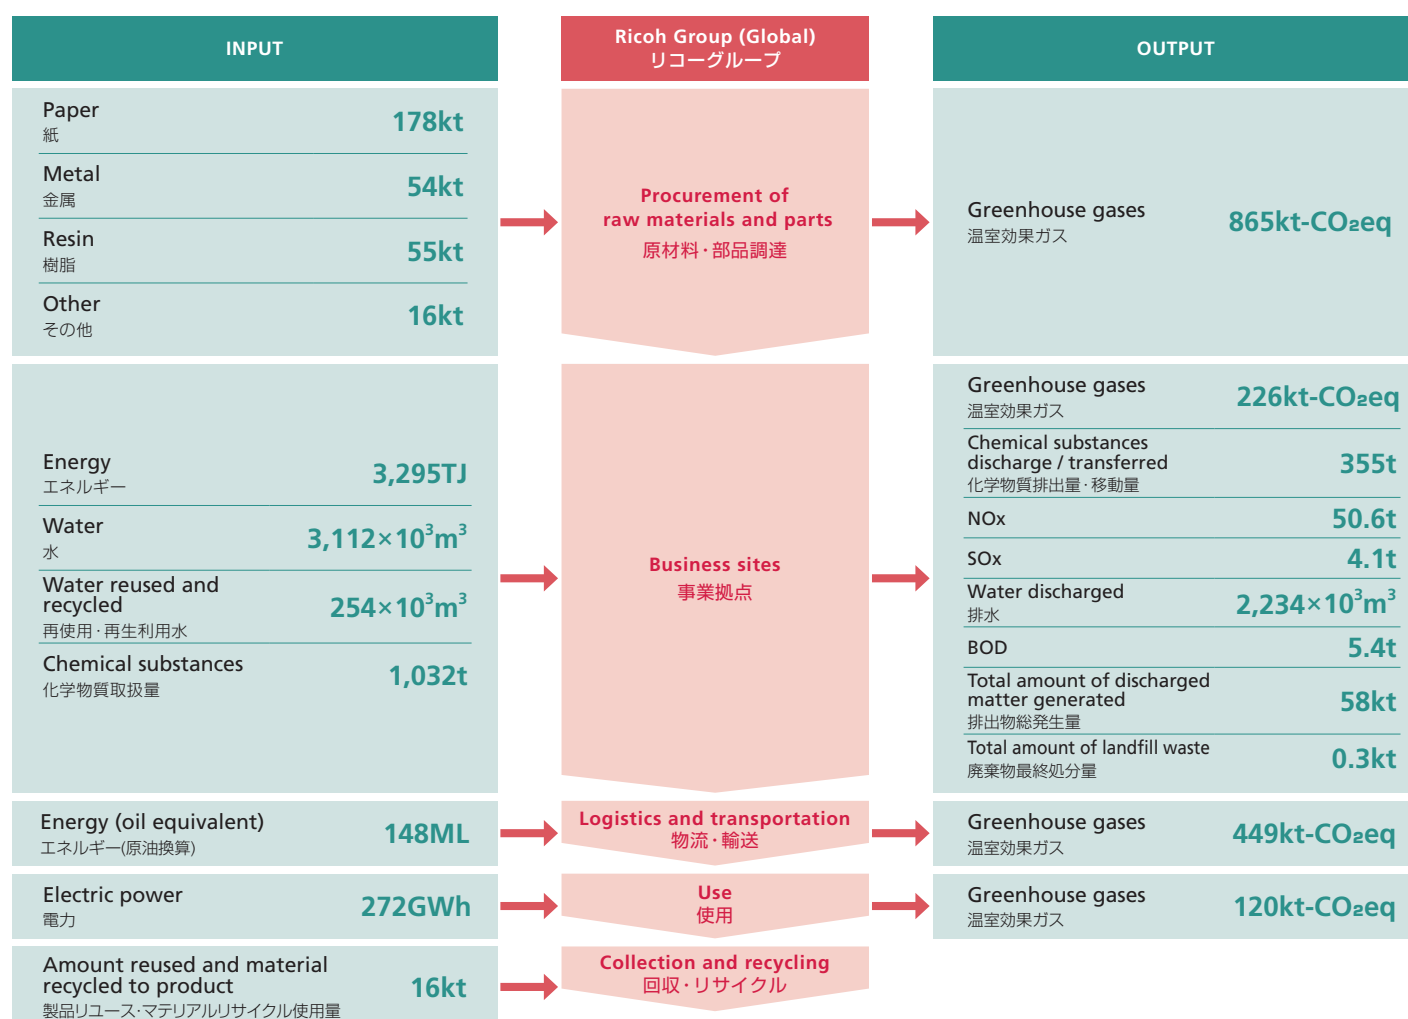 INPUT
Ricoh Group (Global)
リコーグループ
OUTPUT
Paper
紙
178kt
Metal
金属
54kt
Resin
樹脂
55kt
Other
その他
16kt
Procurement of
raw materials and parts
原材料・部品調達
Greenhouse gases
温室効果ガス
865kt-CO₂eq
Energy
エネルギー
3,295TJ
Water
水
3,112×10³m³
Water reused and
recycled
再使用・再生利用水
254×10³m³
Chemical substances
化学物質取扱量
1,032t
Business sites
事業拠点
Greenhouse gases
温室効果ガス
226kt-CO₂eq
Chemical substances
discharge / transferred
化学物質排出量・移動量
355t
NOx
50.6t
SOx
4.1t
Water discharged
排水
2,234×10³m³
BOD
5.4t
Total amount of discharged
matter generated
排出物総発生量
58kt
Total amount of landfill waste
廃棄物最終処分量
0.3kt
Energy (oil equivalent)
エネルギー(原油換算)
148ML
Logistics and transportation
物流・輸送
Greenhouse gases
温室効果ガス
449kt-CO₂eq
Electric power
電力
272GWh
Use
使用
Greenhouse gases
温室効果ガス
120kt-CO₂eq
Amount reused and material
recycled to product
製品リユース・マテリアルリサイクル使用量
16kt
Collection and recycling
回収・リサイクル